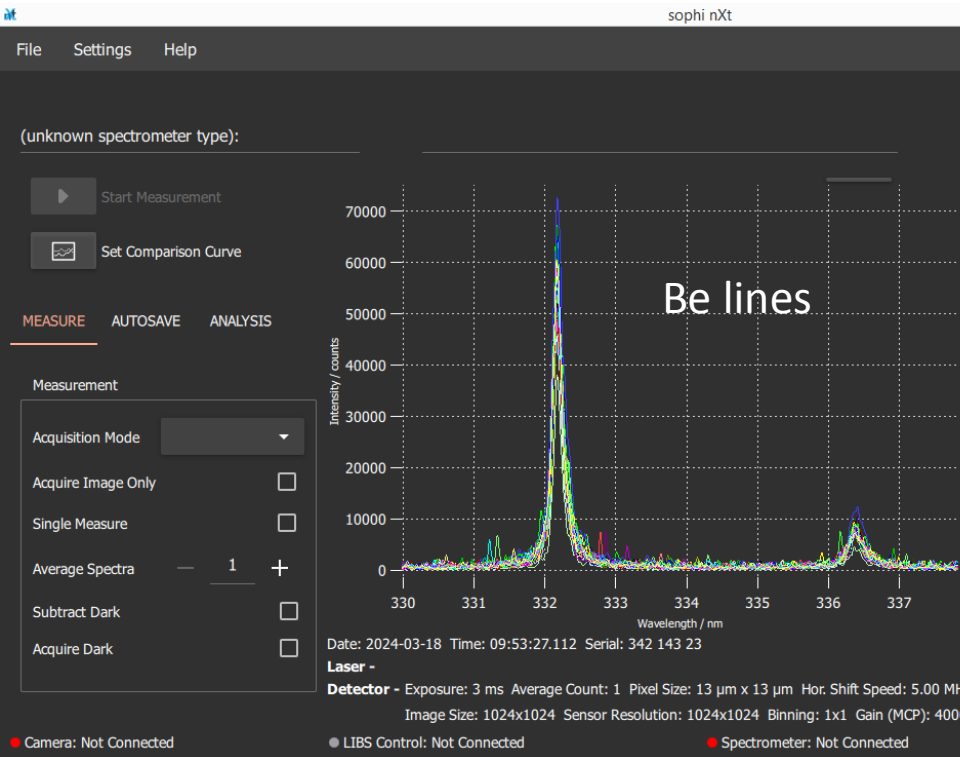 sophi nXt
File Settings Help
(unknown spectrometer type):
Start Measurement
Set Comparison Curve
MEASURE AUTOSAVE ANALYSIS
Measurement
Acquisition Mode
Acquire Image Only
Single Measure
Average Spectra 1
Subtract Dark
Acquire Dark
Be lines
Intensity / counts
70000
60000
50000
40000
30000
20000
10000
0
330 331 332 333 334 335 336 337
Wavelength / nm
Date: 2024-03-18 Time: 09:53:27.112 Serial: 342 143 23
Laser -
Detector - Exposure: 3 ms Average Count: 1 Pixel Size: 13 µm x 13 µm Hor. Shift Speed: 5.00 MH
Image Size: 1024x1024 Sensor Resolution: 1024x1024 Binning: 1x1 Gain (MCP): 400
Camera: Not Connected LIBS Control: Not Connected Spectrometer: Not Connected